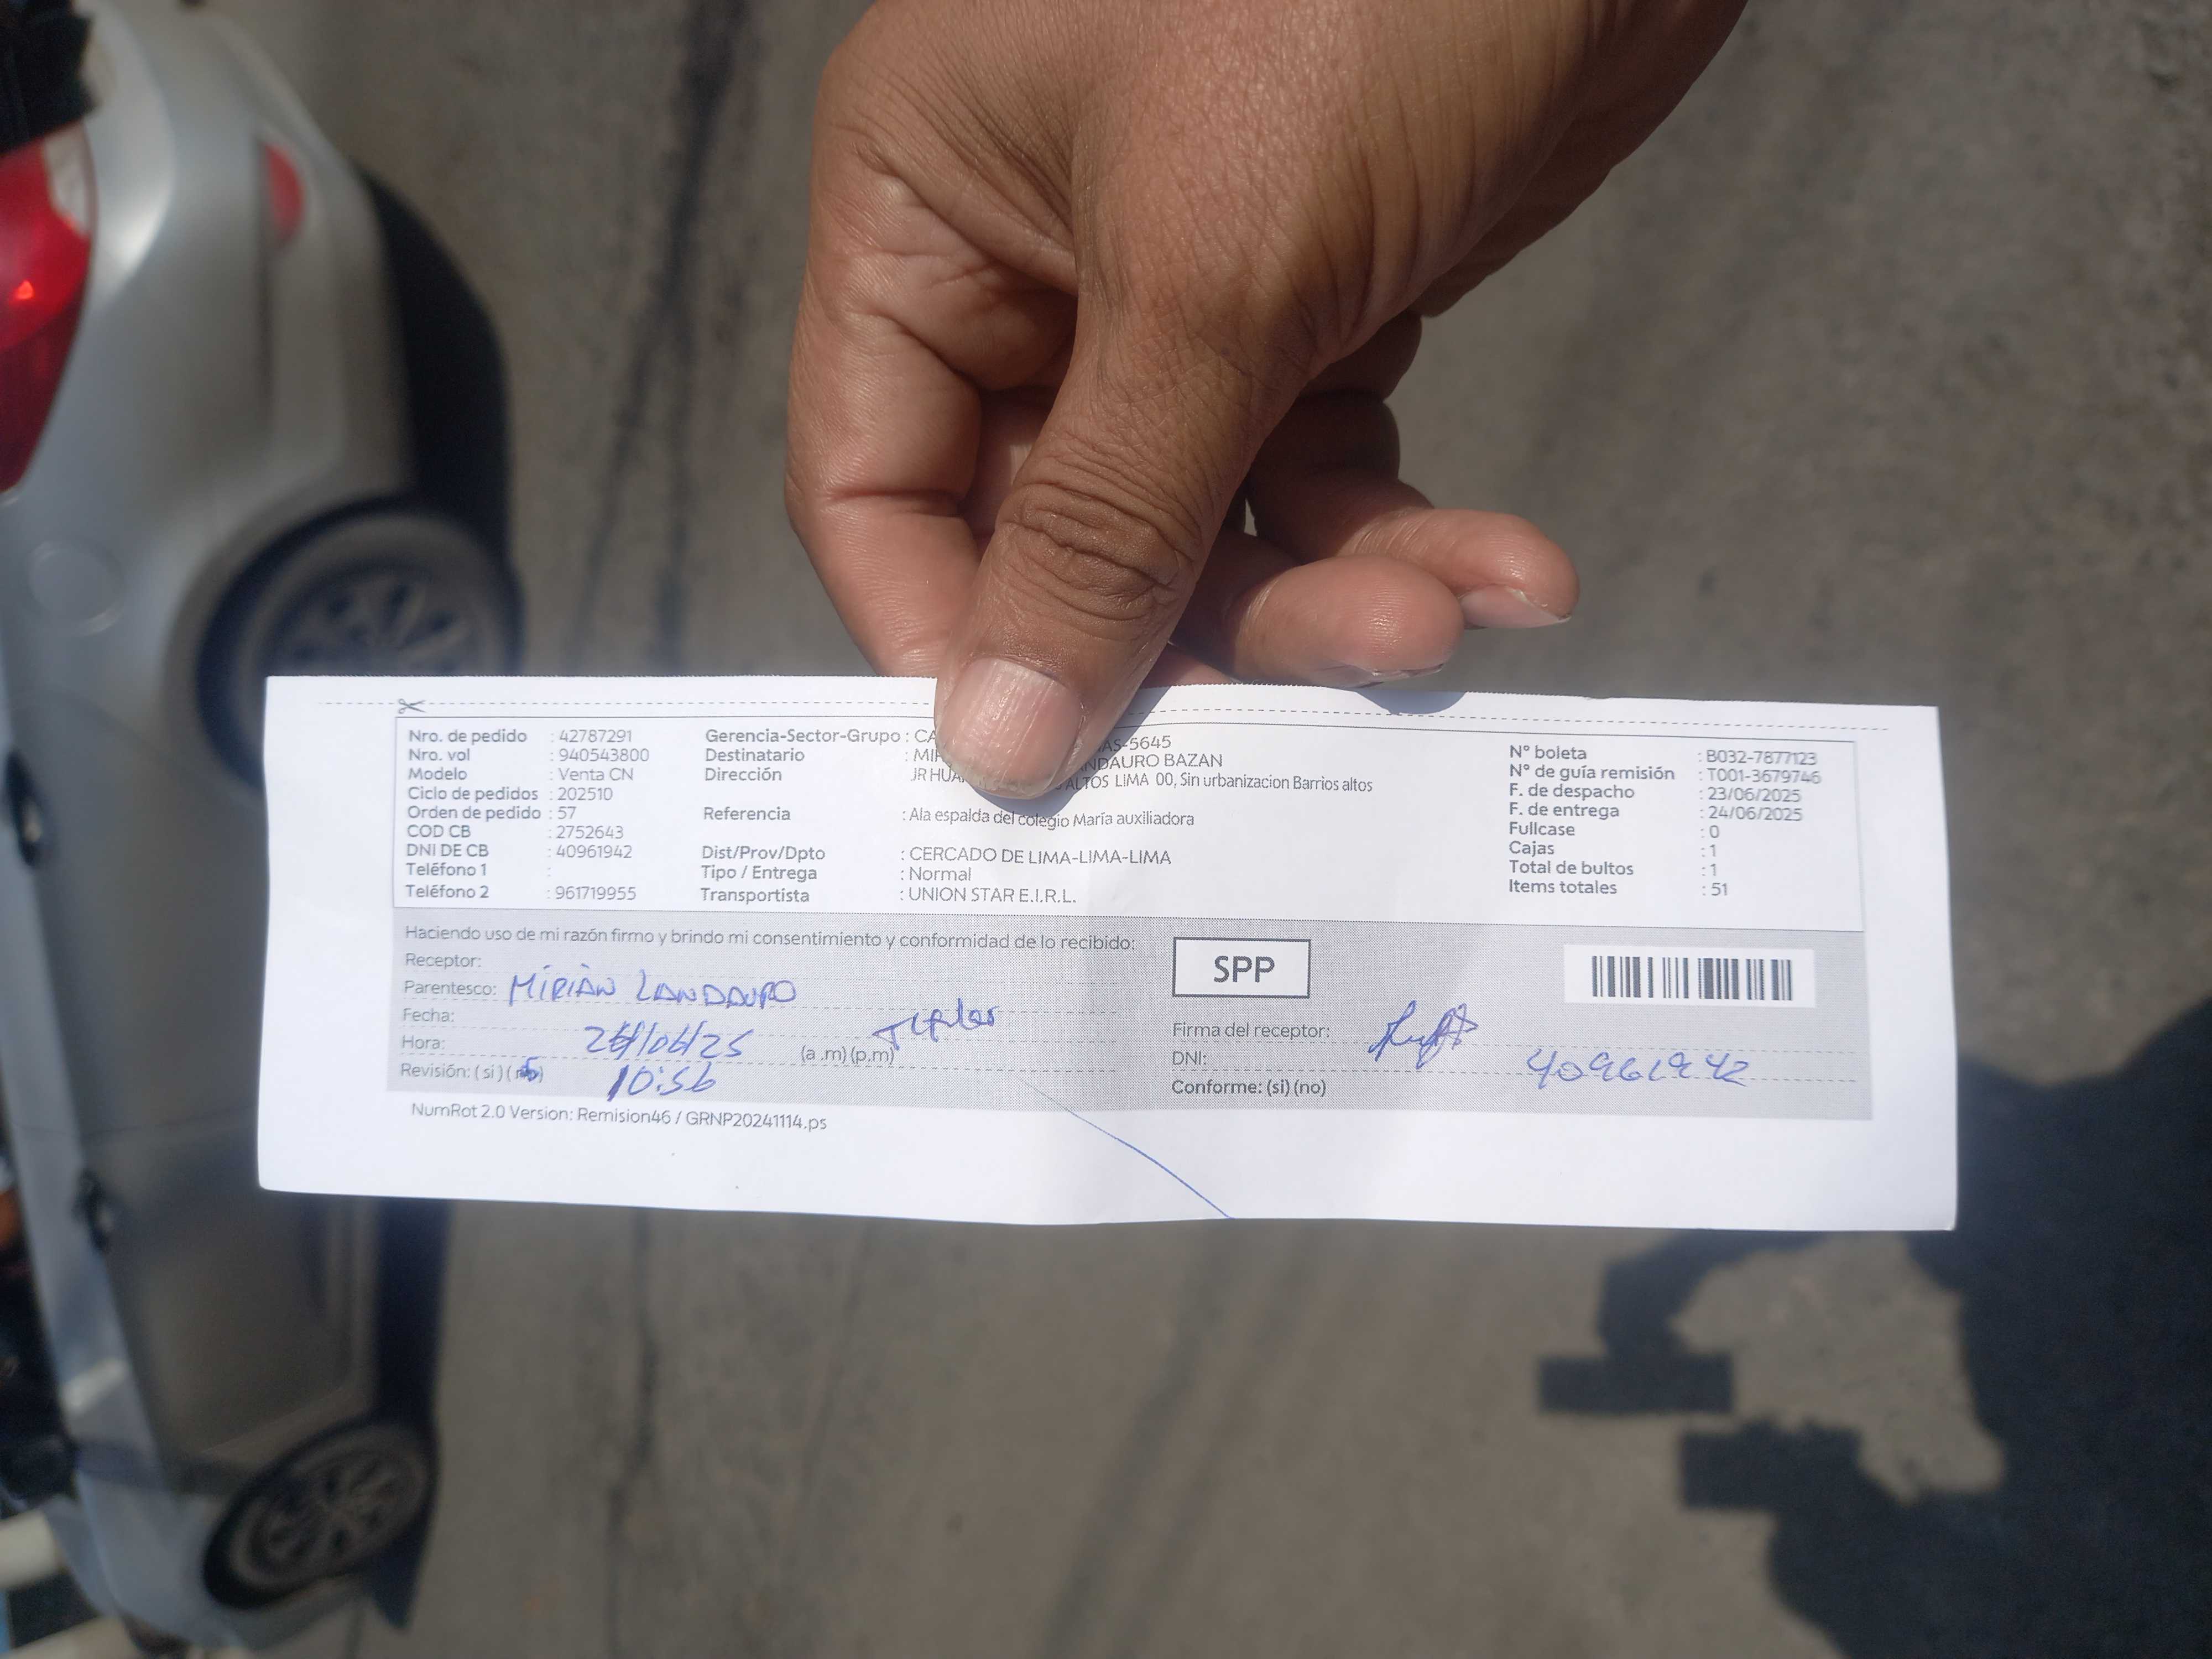 Nro. de pedido : 42787291
Nro. vol : 940543800
Modelo : Venta CN
Ciclo de pedidos : 202510
Orden de pedido : 57
COD CB : 2752643
DNI DE CB : 40961942
Teléfono 1 :
Teléfono 2 : 961719955
Gerencia-Sector-Grupo : -5645
Destinatario : BAZAN
Dirección JR ALTOS LIMA 00, Sin urbanizacion Barrios altos
Referencia : Ala espalda del colegio María auxiliadora
Dist/Prov/Dpto : CERCADO DE LIMA-LIMA-LIMA
Tipo / Entrega : Normal
Transportista : UNION STAR E.I.R.L.
N° boleta : B032-7877123
N° de guía remisión : T001-3679746
F. de despacho : 23/06/2025
F. de entrega : 24/06/2025
Fullcase : 0
Cajas : 1
Total de bultos : 1
Items totales : 51
Haciendo uso de mi razón firmo y brindo mi consentimiento y conformidad de lo recibido:
Receptor:
Parentesco: MIRIAN LANDAURO
Fecha: Titular
Hora: /06/25 (a .m) (p.m)
Revisión: (si) 10:56
SPP
Firma del receptor:
DNI: 40961942
Conforme: (si) (no)
NumRot 2.0 Version: Remision46 / GRNP20241114.ps